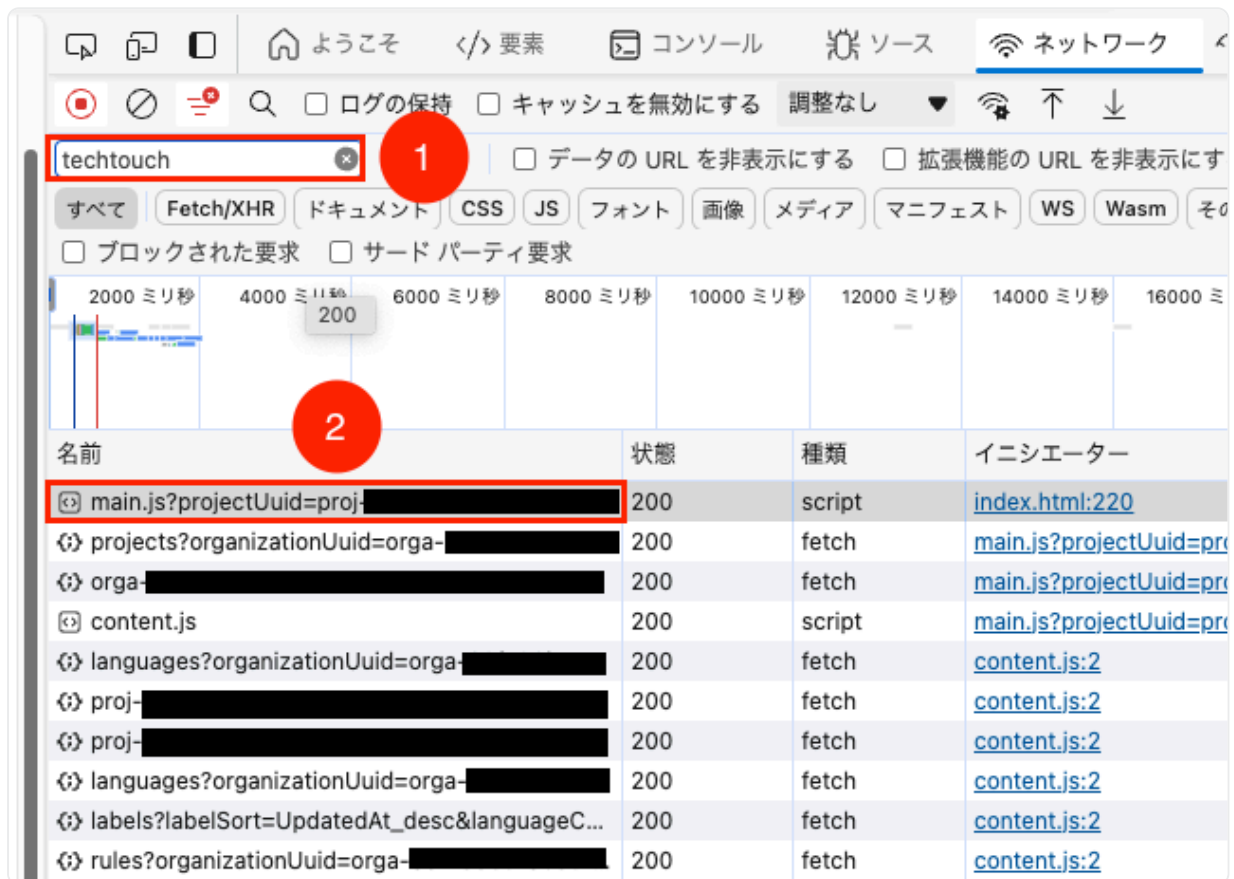 ようこそ 要素 コンソール ソース ネットワーク
ログの保持 キャッシュを無効にする 調整なし
techtouch 1 データの URL を非表示にする 拡張機能の URL を非表示にす
すべて Fetch/XHR ドキュメント CSS JS フォント 画像 メディア マニフェスト WS Wasm その
ブロックされた要求 サード パーティ要求
2000 ミリ秒 4000 ミリ秒 6000 ミリ秒 8000 ミリ秒 10000 ミリ秒 12000 ミリ秒 14000 ミリ秒 16000 ミ
200
2
名前 状態 種類 イニシエーター
main.js?projectUuid=proj- 200 script index.html:220
projects?organizationUuid=orga- 200 fetch main.js?projectUuid=pro
orga- 200 fetch main.js?projectUuid=pro
content.js 200 script main.js?projectUuid=pro
languages?organizationUuid=orga- 200 fetch content.js:2
proj- 200 fetch content.js:2
proj- 200 fetch content.js:2
languages?organizationUuid=orga- 200 fetch content.js:2
labels?labelSort=UpdatedAt_desc&languageC... 200 fetch content.js:2
rules?organizationUuid=orga- 200 fetch content.js:2